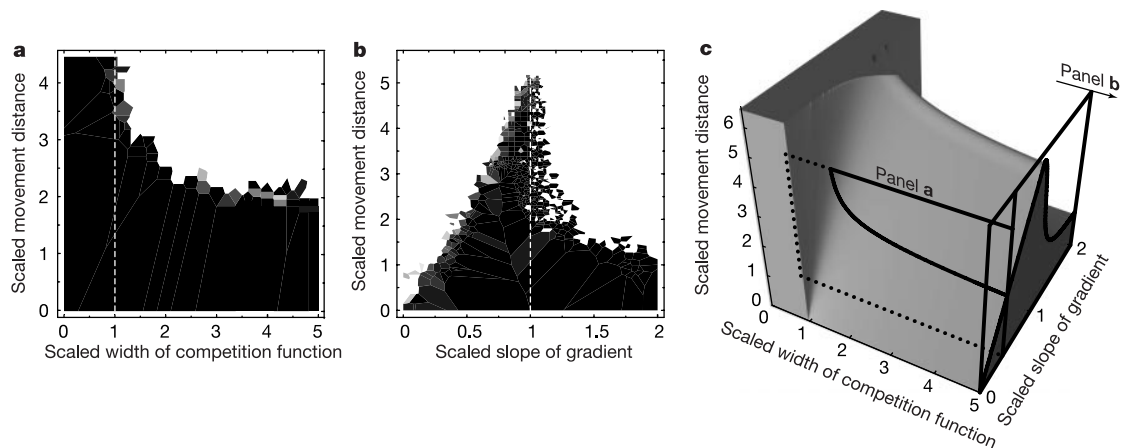 a
Scaled movement distance
4
3
2
1
0
0 1 2 3 4 5
Scaled width of competition function
b
Scaled movement distance
6
5
4
3
2
1
0
0 0.5 1 1.5 2
Scaled slope of gradient
c
Scaled movement distance
6
5
4
3
2
1
0
Panel b
Panel a
0 1 2 3 4 5
Scaled width of competition function
0 1 2
Scaled slope of gradient